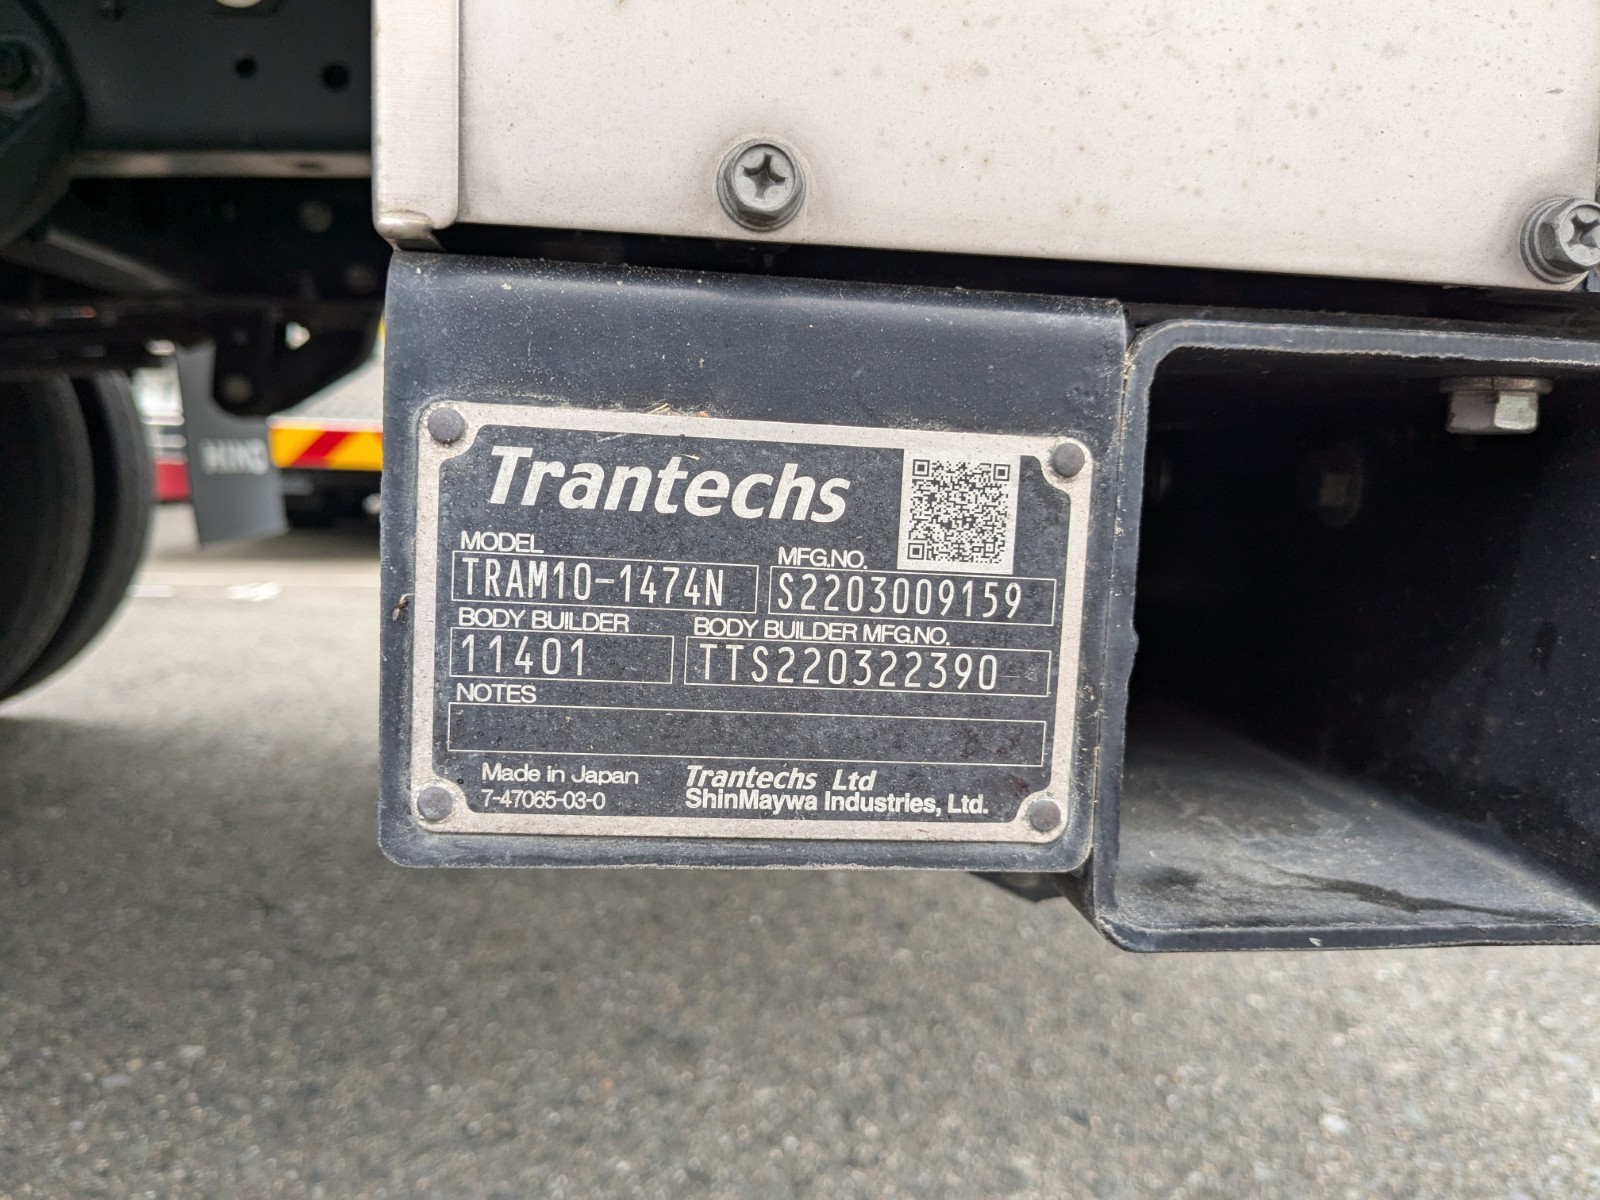 HINO
Trantechs
MODEL
MFG.NO.
TRAM10-1474N
S2203009159
BODY BUILDER
BODY BUILDER MFG.NO.
11401
TTS220322390
NOTES
Made in Japan
Trantechs Ltd
7-47065-03-0
ShinMaywa Industries, Ltd.